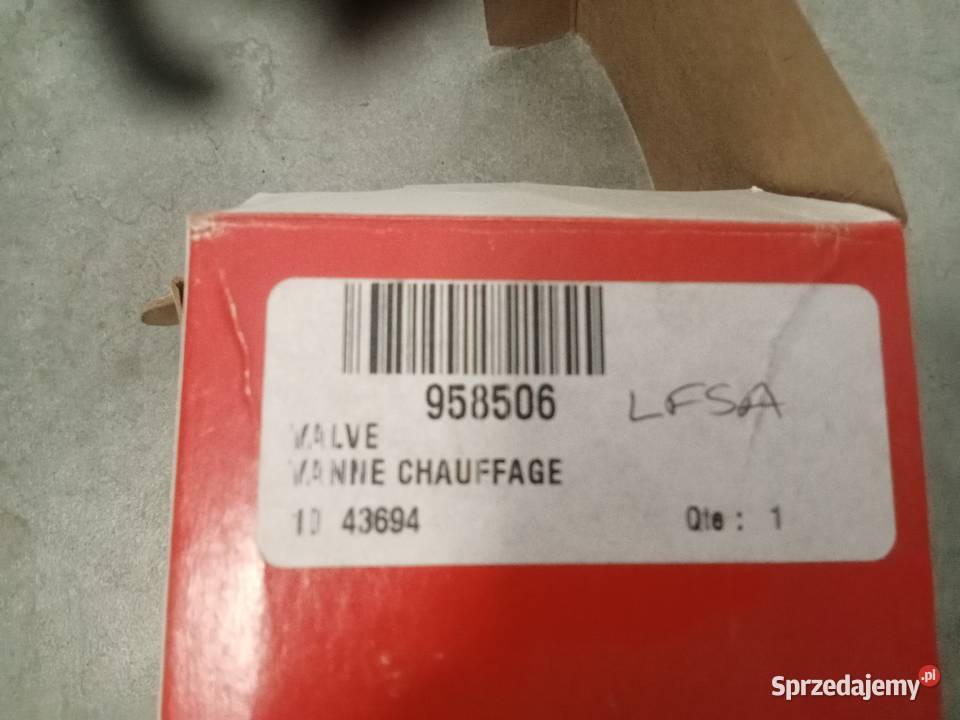 958506
LFSA
VALVE
VANNE CHAUFFAGE
10 43694 Qte : 1
Sprzedajemy.pl